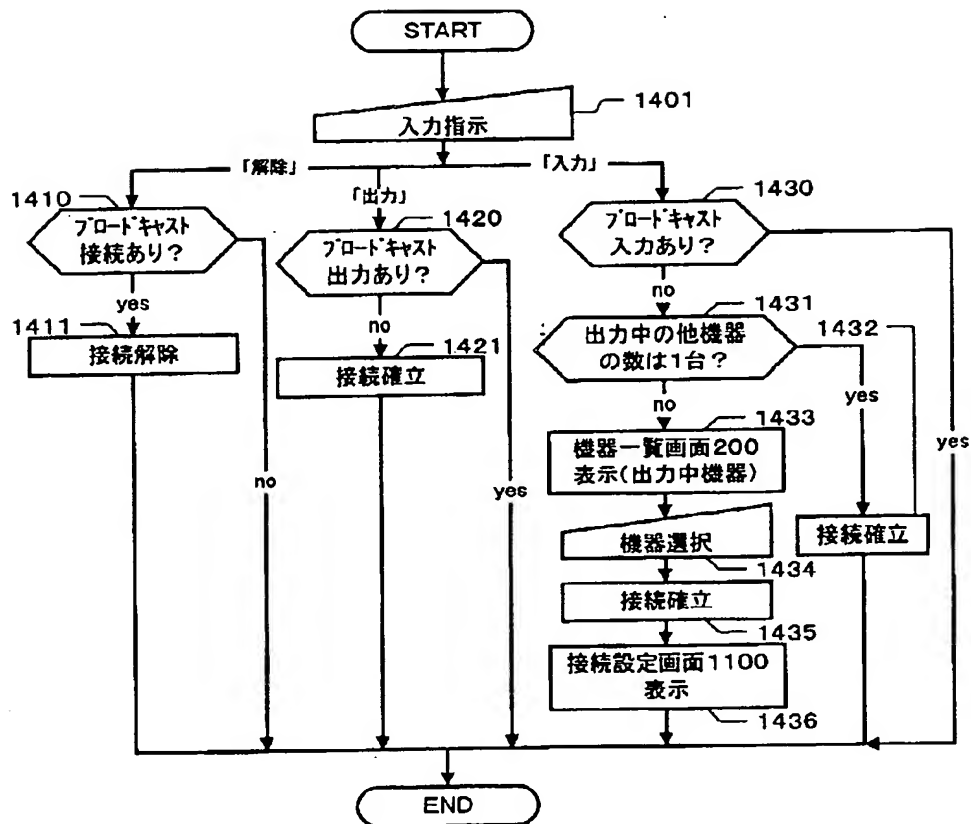 START
1401
入力指示
「解除」
「出力」
「入力」
1410
ブロードキャスト
接続あり?
1420
ブロードキャスト
出力あり?
1430
ブロードキャスト
入力あり?
yes
no
no
1411
接続解除
1421
接続確立
1431
出力中の他機器
の数は1台?
1432
no
yes
yes
no
yes
1433
機器一覧画面200
表示(出力中機器)
機器選択
1434
接続確立
接続確立
1435
接続設定画面1100
表示
1436
END